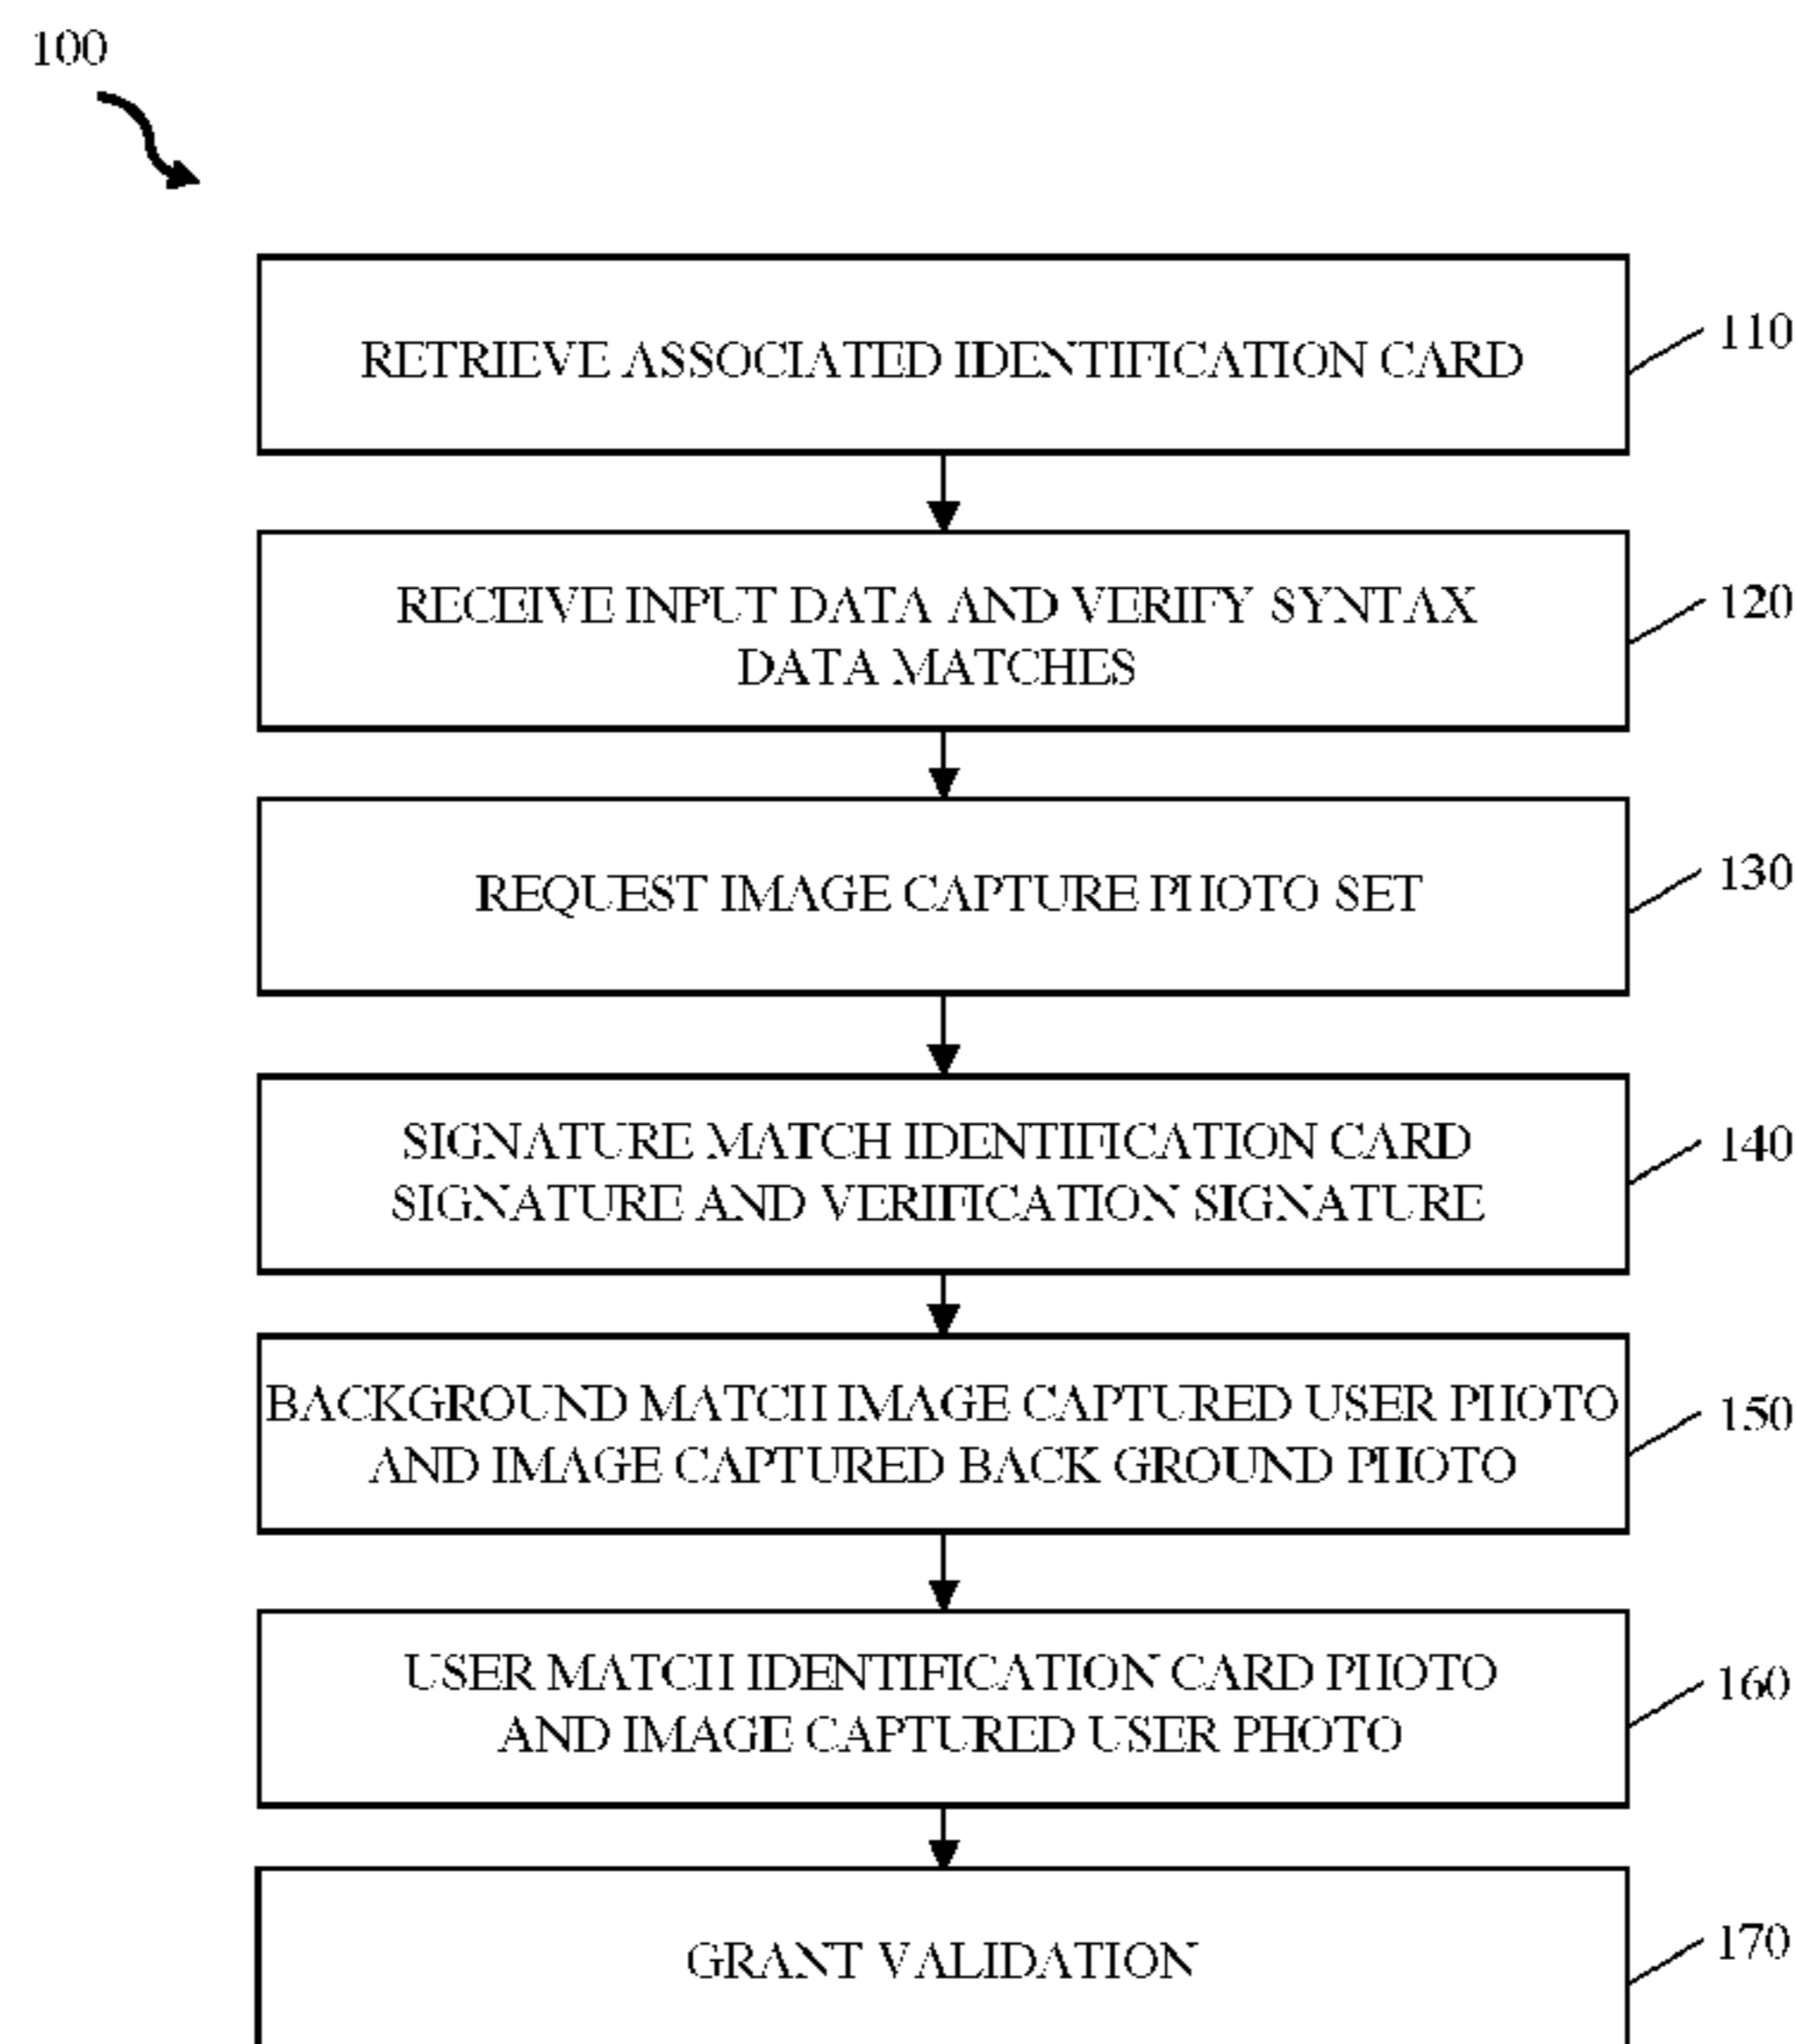 100
RETRIEVE ASSOCIATED IDENTIFICATION CARD
110
RECEIVE INPUT DATA AND VERIFY SYNTAX
DATA MATCHES
120
REQUEST IMAGE CAPTURE PHOTO SET
130
SIGNATURE MATCH IDENTIFICATION CARD
SIGNATURE AND VERIFICATION SIGNATURE
140
BACKGROUND MATCH IMAGE CAPTURED USER PHOTO
AND IMAGE CAPTURED BACK GROUND PHOTO
150
USER MATCH IDENTIFICATION CARD PHOTO
AND IMAGE CAPTURED USER PHOTO
160
GRANT VALIDATION
170